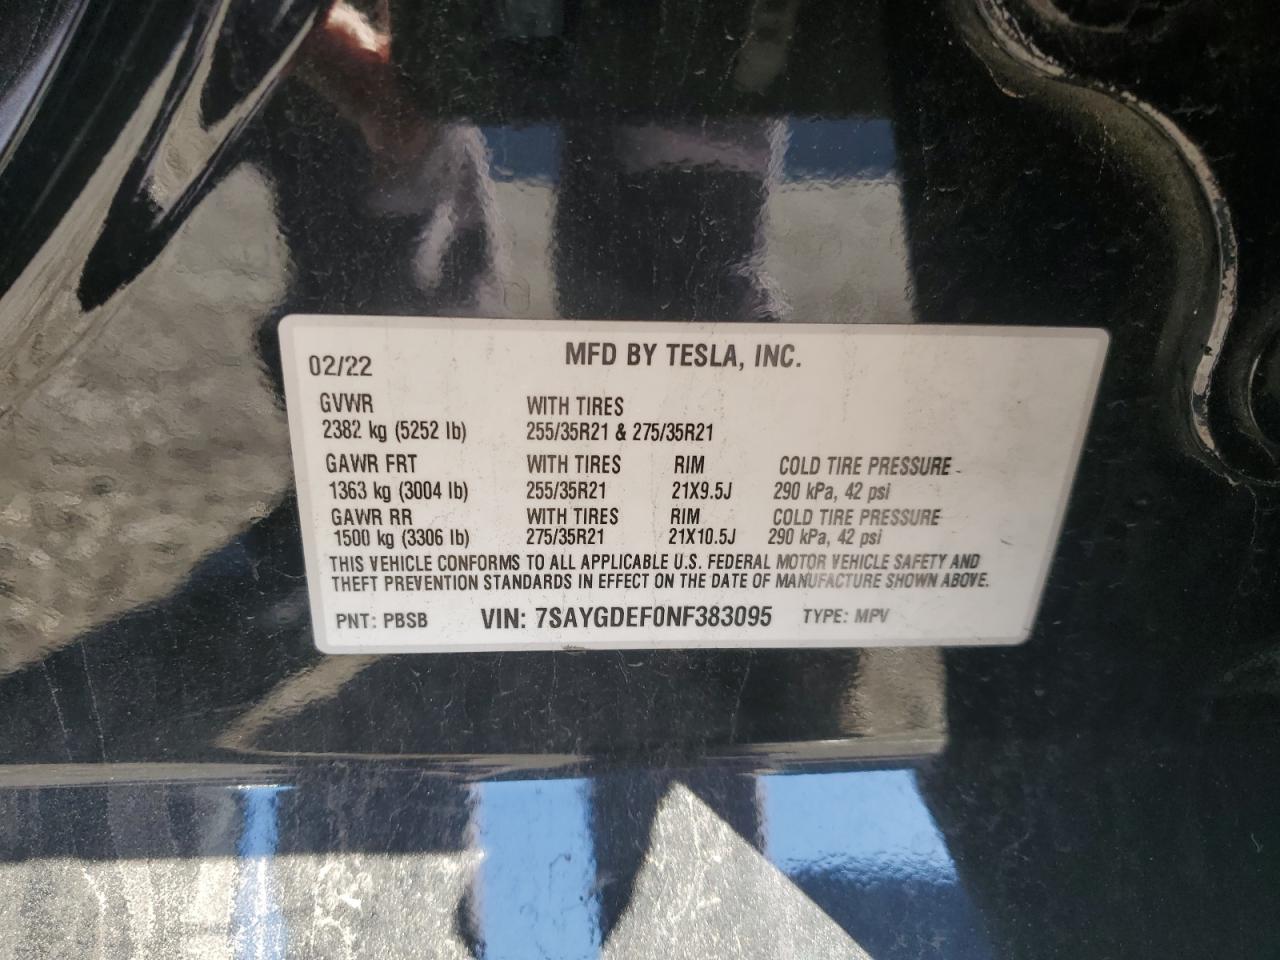 02/22 MFD BY TESLA, INC.
GVWR WITH TIRES
2382 kg (5252 lb) 255/35R21 & 275/35R21
GAWR FRT WITH TIRES RIM COLD TIRE PRESSURE
1363 kg (3004 lb) 255/35R21 21X9.5J 290 kPa, 42 psi
GAWR RR WITH TIRES RIM COLD TIRE PRESSURE
1500 kg (3306 lb) 275/35R21 21X10.5J 290 kPa, 42 psi
THIS VEHICLE CONFORMS TO ALL APPLICABLE U.S. FEDERAL MOTOR VEHICLE SAFETY AND
THEFT PREVENTION STANDARDS IN EFFECT ON THE DATE OF MANUFACTURE SHOWN ABOVE.
PNT: PBSB VIN: 7SAYGDEF0NF383095 TYPE: MPV